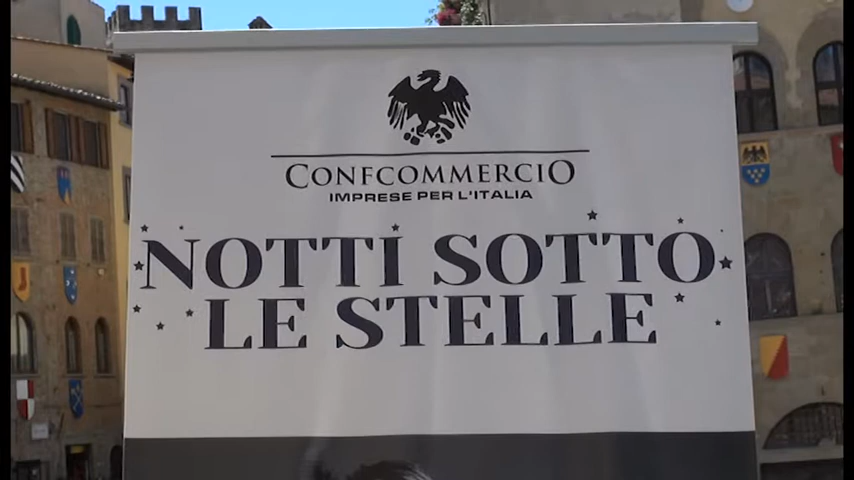 CONFCOMMERCIO
IMPRESE PER L'ITALIA
NOTTI SOTTO
LE STELLE